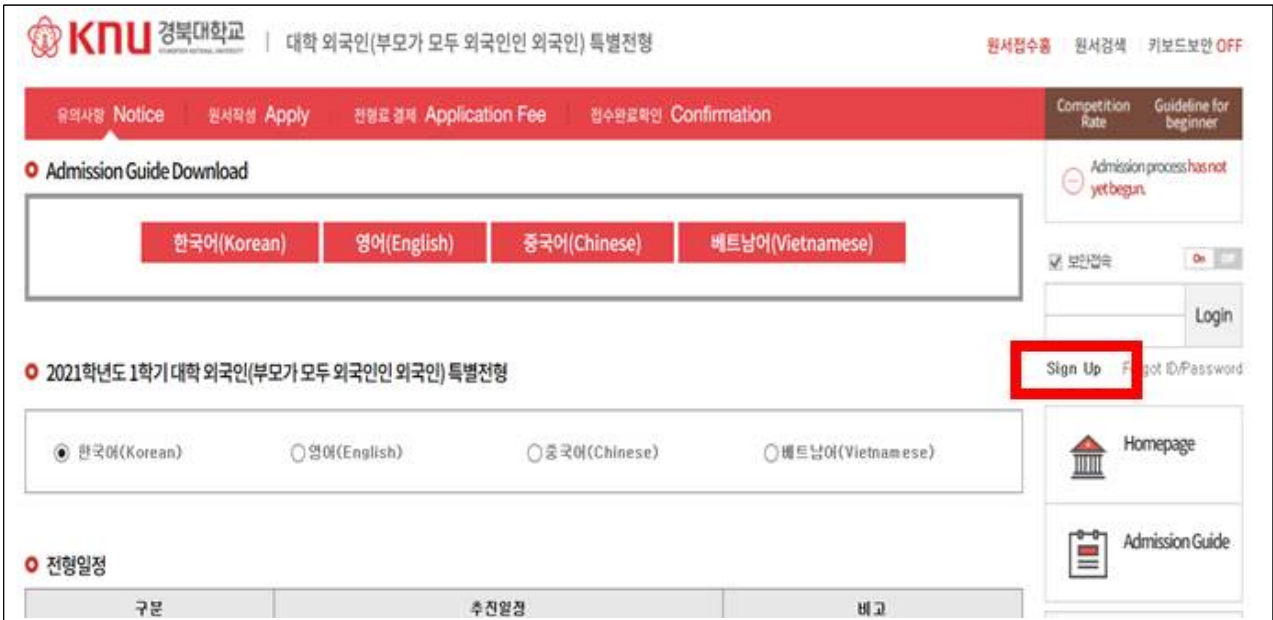 KNU 경북대학교 | 대학 외국인(부모가 모두 외국인인 외국인) 특별전형
원서접수홈 원서검색 키보드보안 OFF
유의사항 Notice 원서작성 Apply 전형료 결제 Application Fee 접수완료확인 Confirmation
Competition Rate
Guideline for beginner
Admission Guide Download
Admission process has not
yet begun.
한국어(Korean) 영어(English) 중국어(Chinese) 베트남어(Vietnamese)
보안접속 On
Login
2021학년도 1학기 대학 외국인(부모가 모두 외국인인 외국인) 특별전형
Sign Up ID/Password
한국어(Korean) 영어(English) 중국어(Chinese) 베트남어(Vietnamese)
Homepage
Admission Guide
전형일정
구분 추진일정 비고